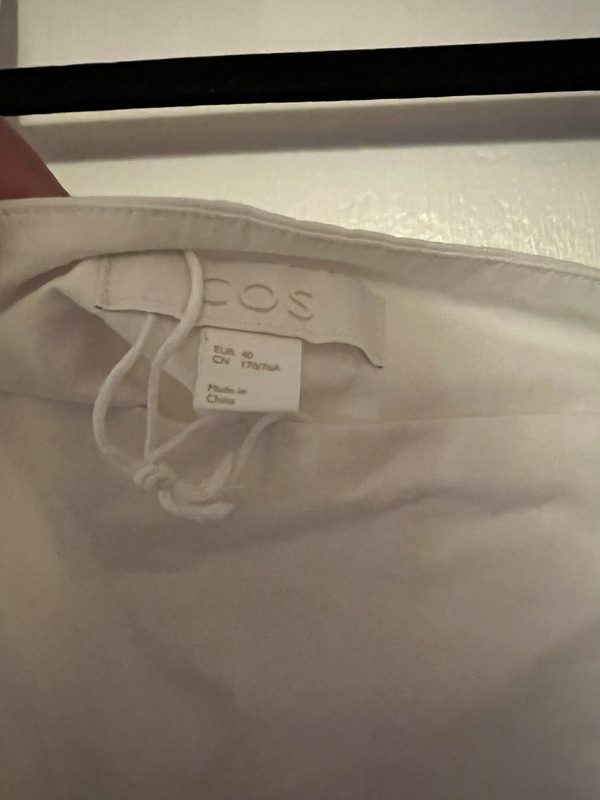 COS
EUR 40
CN 170/76A
Made in
China